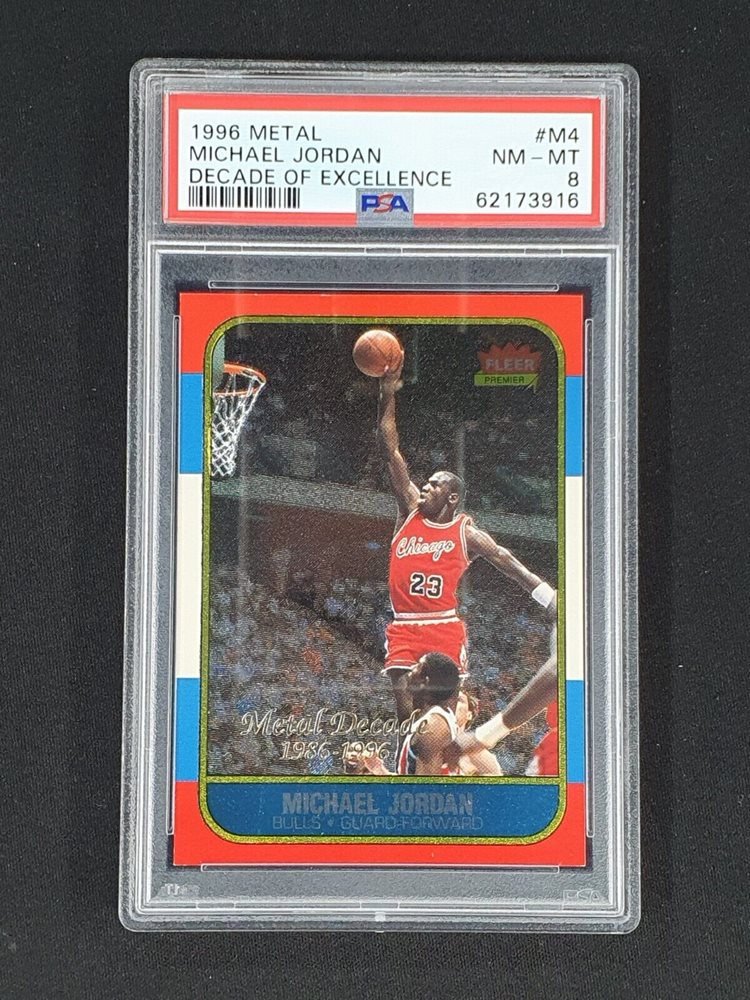 1996 METAL #M4
MICHAEL JORDAN NM - MT
DECADE OF EXCELLENCE 8
PSA 62173916
FLEER
PREMIER
Chicago
23
Metal Decade
1986-1996
MICHAEL JORDAN
BULLS • GUARD-FORWARD
PSA